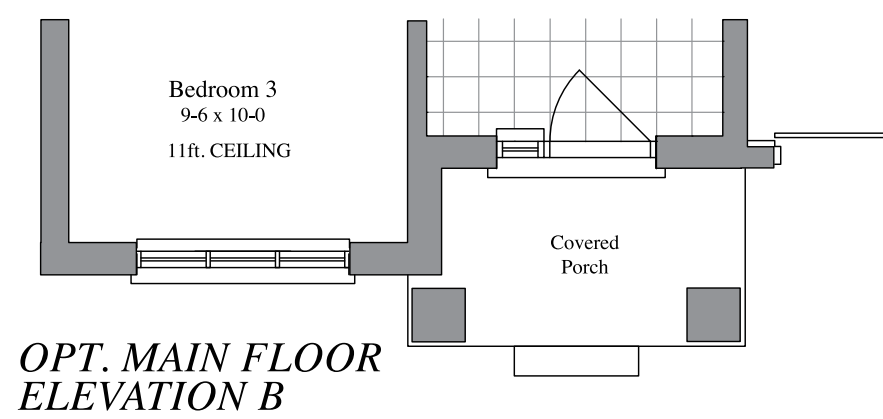 Bedroom 3
9-6 x 10-0
11ft. CEILING
Covered
Porch
OPT. MAIN FLOOR
ELEVATION B